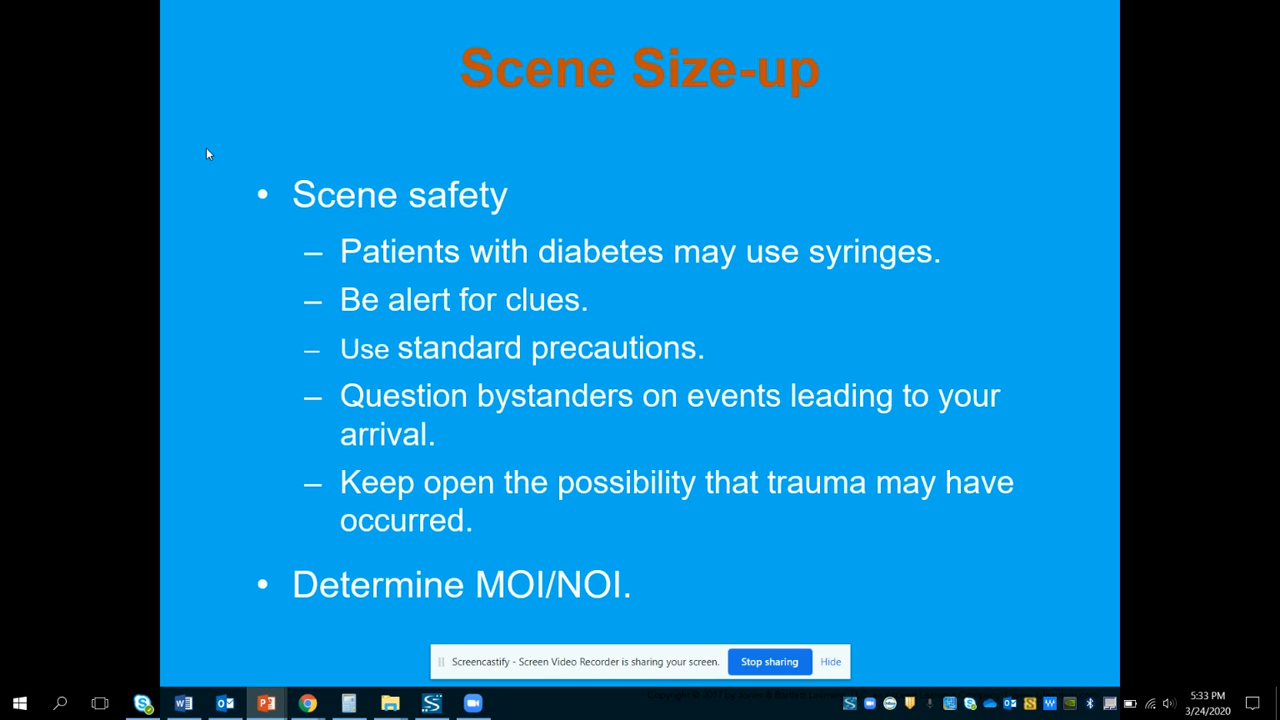 Scene Size-up
• Scene safety
– Patients with diabetes may use syringes.
– Be alert for clues.
– Use standard precautions.
– Question bystanders on events leading to your
arrival.
– Keep open the possibility that trauma may have
occurred.
• Determine MOI/NOI.
Screencastify - Screen Video Recorder is sharing your screen. Stop sharing Hide
5:33 PM
3/24/2020